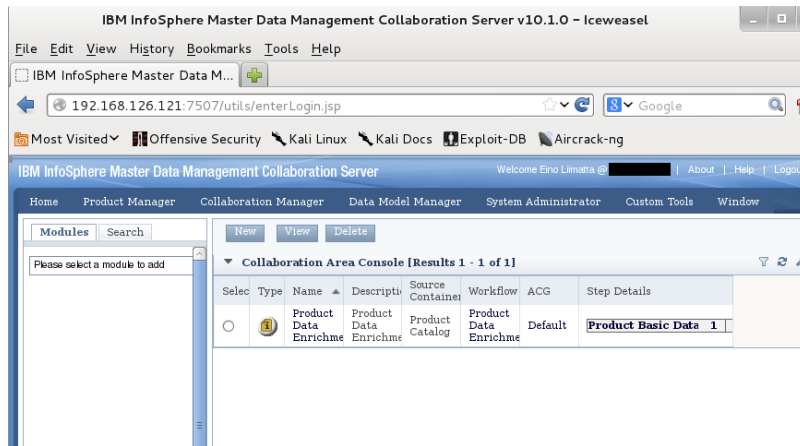 IBM InfoSphere Master Data Management Collaboration Server v10.1.0 - Iceweasel
File Edit View History Bookmarks Tools Help
IBM InfoSphere Master Data M...
192.168.126.121:7507/utils/enterLogin.jsp
Google
Most Visited Offensive Security Kali Linux Kali Docs Exploit-DB Aircrack-ng
IBM InfoSphere Master Data Management Collaboration Server
Welcome Eino Liimatta @ | About | Help | Logou
Home Product Manager Collaboration Manager Data Model Manager System Administrator Custom Tools Window
Modules Search
Please select a module to add
New View Delete
Collaboration Area Console [Results 1 - 1 of 1]
Selec Type Name Descriptio Source Container Workflow ACG Step Details
Product Data Enrichme Product Data Enrichme Product Catalog Product Data Enrichme Default Product Basic Data 1